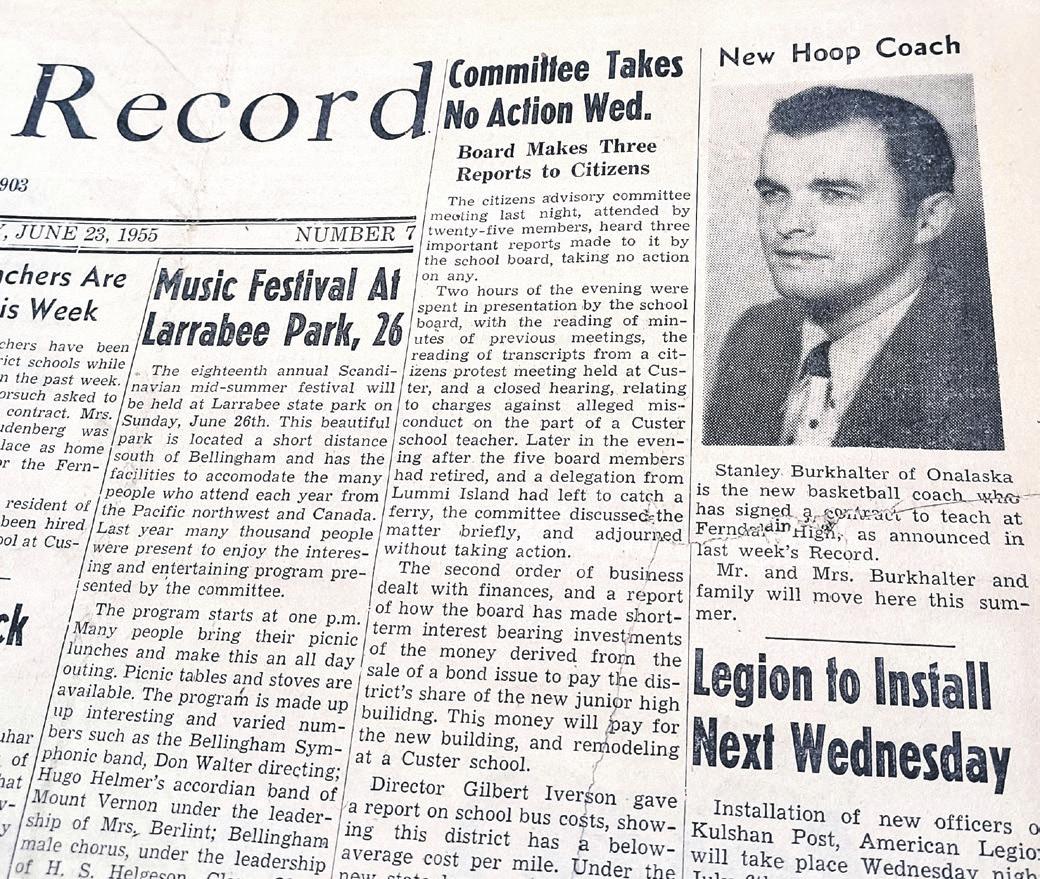 Record
903
, JUNE 23, 1955
NUMBER 7
chers Are
is Week
chers have been
rict schools while
n the past week.
orsuch asked to
contract. Mrs.
udenberg was
lace as home
or the Fern-
resident of
been hired
ool at Cus-
ck
uhar
of
hat
w-
y
Music Festival At
Larrabee Park, 26
The eighteenth annual Scandi-
navian mid-summer festival will
be held at Larrabee state park on
Sunday, June 26th. This beautiful
park is located a short distance
south of Bellingham and has the
facilities to accomodate the many
people who attend each year from
the Pacific northwest and Canada.
Last year many thousand people
were present to enjoy the interes-
ing and entertaining program pre-
sented by the committee.
The program starts at one p.m.
Many people bring their picnic
lunches and make this an all day
outing. Picnic tables and stoves are
available. The program is made up
up interesting and varied num-
bers such as the Bellingham Sym-
phonic band, Don Walter directing;
Hugo Helmer's accordian band of
Mount Vernon under the leader-
ship of Mrs. Berlint; Bellingham
male chorus, under the leadership
of H. S. Helgeson,
Committee Takes
No Action Wed.
Board Makes Three
Reports to Citizens
The citizens advisory committee
meeting last night, attended by
twenty-five members, heard three
important reports made to it by
the school board, taking no action
on any.
Two hours of the evening were
spent in presentation by the school
board, with the reading of min-
utes of previous meetings, the
reading of transcripts from a cit-
izens protest meeting held at Cus-
ter, and a closed hearing, relating
to charges against alleged mis-
conduct on the part of a Custer
school teacher. Later in the even-
ing after the five board members
had retired, and a delegation from
Lummi Island had left to catch a
ferry, the committee discussed the
matter briefly, and adjourned
without taking action.
The second order of business
dealt with finances, and a report
of how the board has made short-
term interest bearing investments
of the money derived from the
sale of a bond issue to pay the dis-
trict's share of the new junior high
builidng. This money will pay for
the new building, and remodeling
at a Custer school.
Director Gilbert Iverson gave
a report on school bus costs, show-
ing this district has a below-
average cost per mile. Under the
new
New Hoop Coach
Stanley Burkhalter of Onalaska
is the new basketball coach who
has signed a contract to teach at
High, as announced in
last week's Record.
Mr. and Mrs. Burkhalter and
family will move here this sum-
mer.
Legion to Install
Next Wednesday
Installation of new officers o
Kulshan Post, American Legio
will take place Wednesday nigh